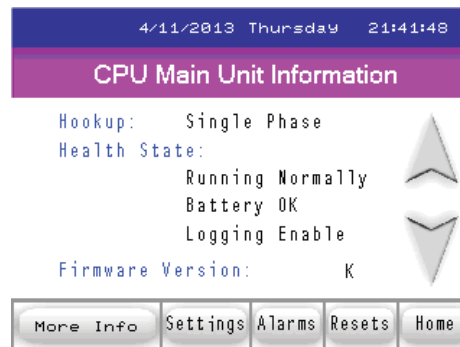 4/11/2013 Thursday 21:41:48
CPU Main Unit Information
Hookup: Single Phase
Health State:
Running Normally
Battery OK
Logging Enable
Firmware Version: K
More Info Settings Alarms Resets Home